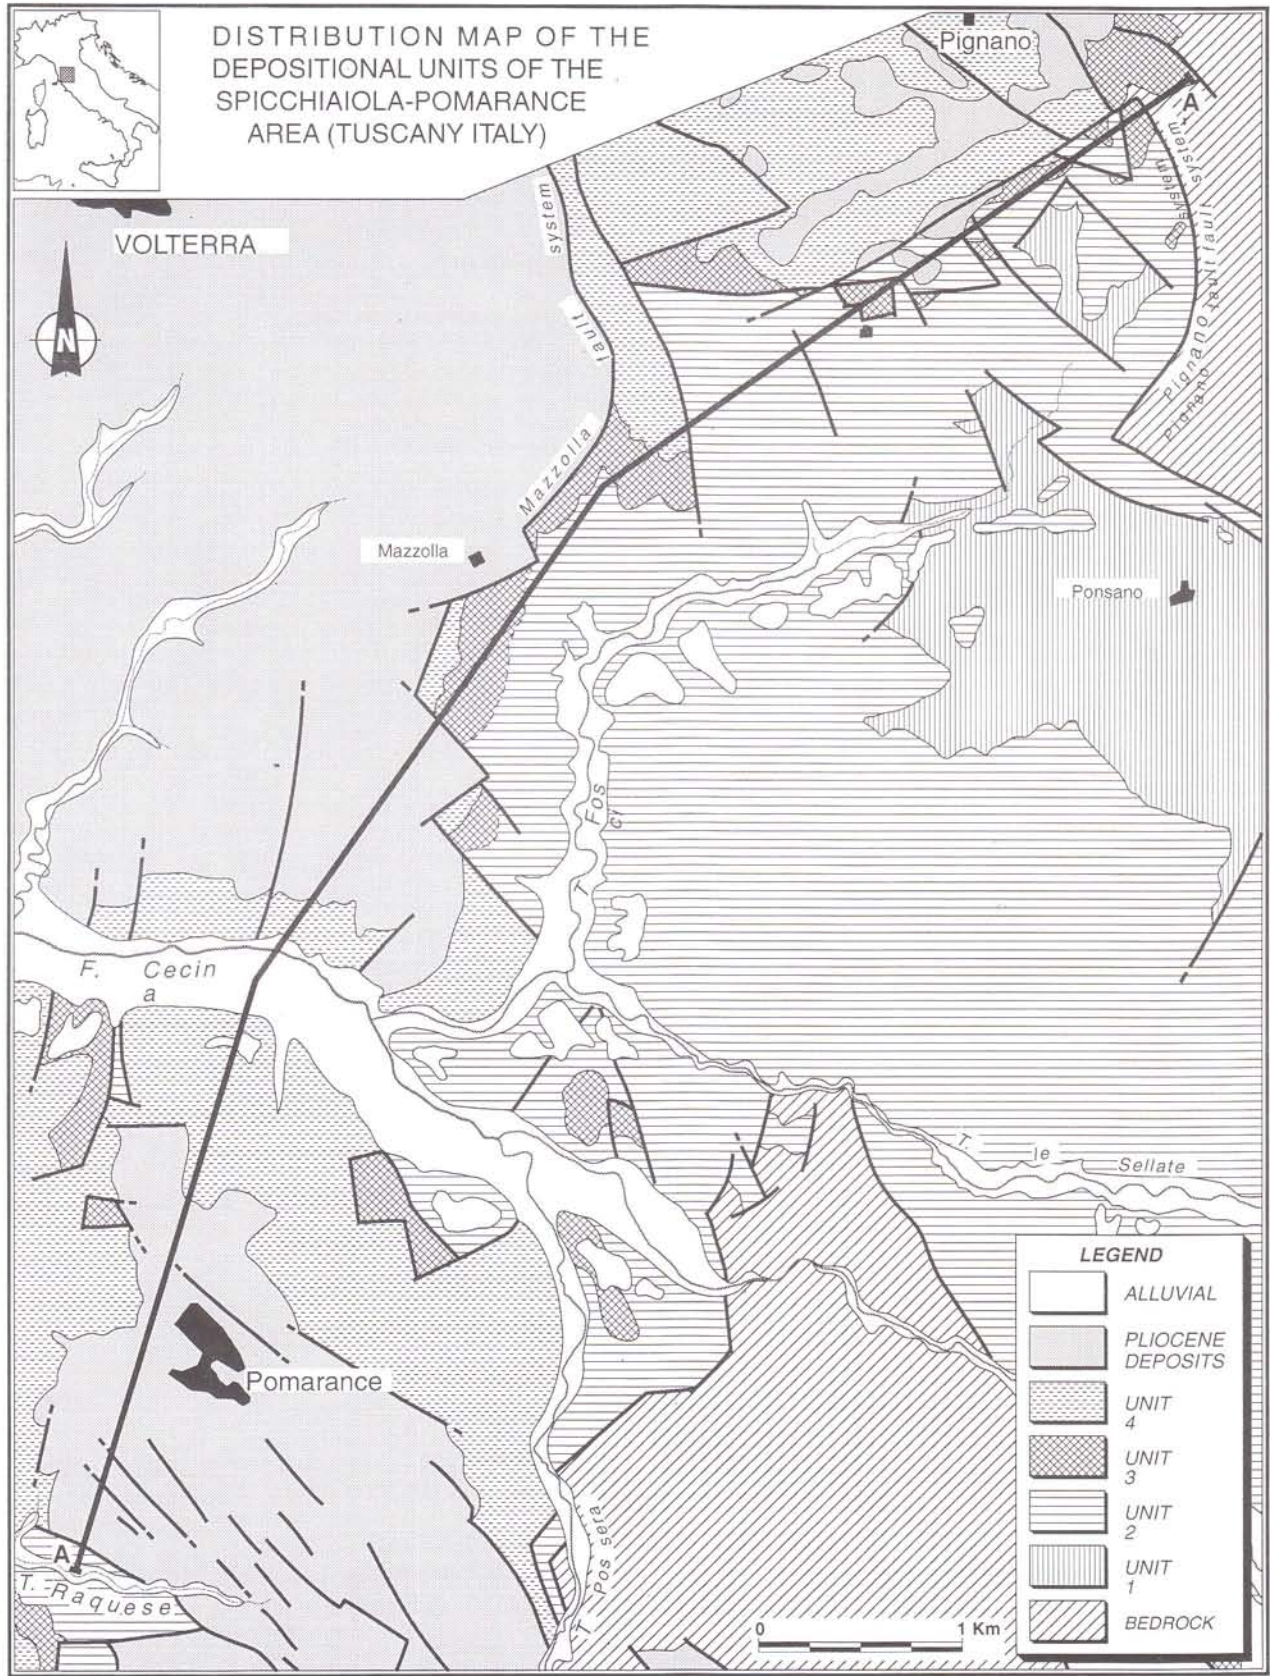 DISTRIBUTION MAP OF THE
DEPOSITIONAL UNITS OF THE
SPICCHIAIOLA-POMARANCE
AREA (TUSCANY ITALY)
Pignano
A
VOLTERRA
N
system
fault
Mazzolla
system
system
fault
fault
Pignano
Pignano
Mazzolla
Ponsano
T
Fos
ci
F. Cecin
a
T. le Sellate
Pomarance
A
T. Raquese
T. Pos sera
0 1 Km
LEGEND
ALLUVIAL
PLIOCENE
DEPOSITS
UNIT
4
UNIT
3
UNIT
2
UNIT
1
BEDROCK